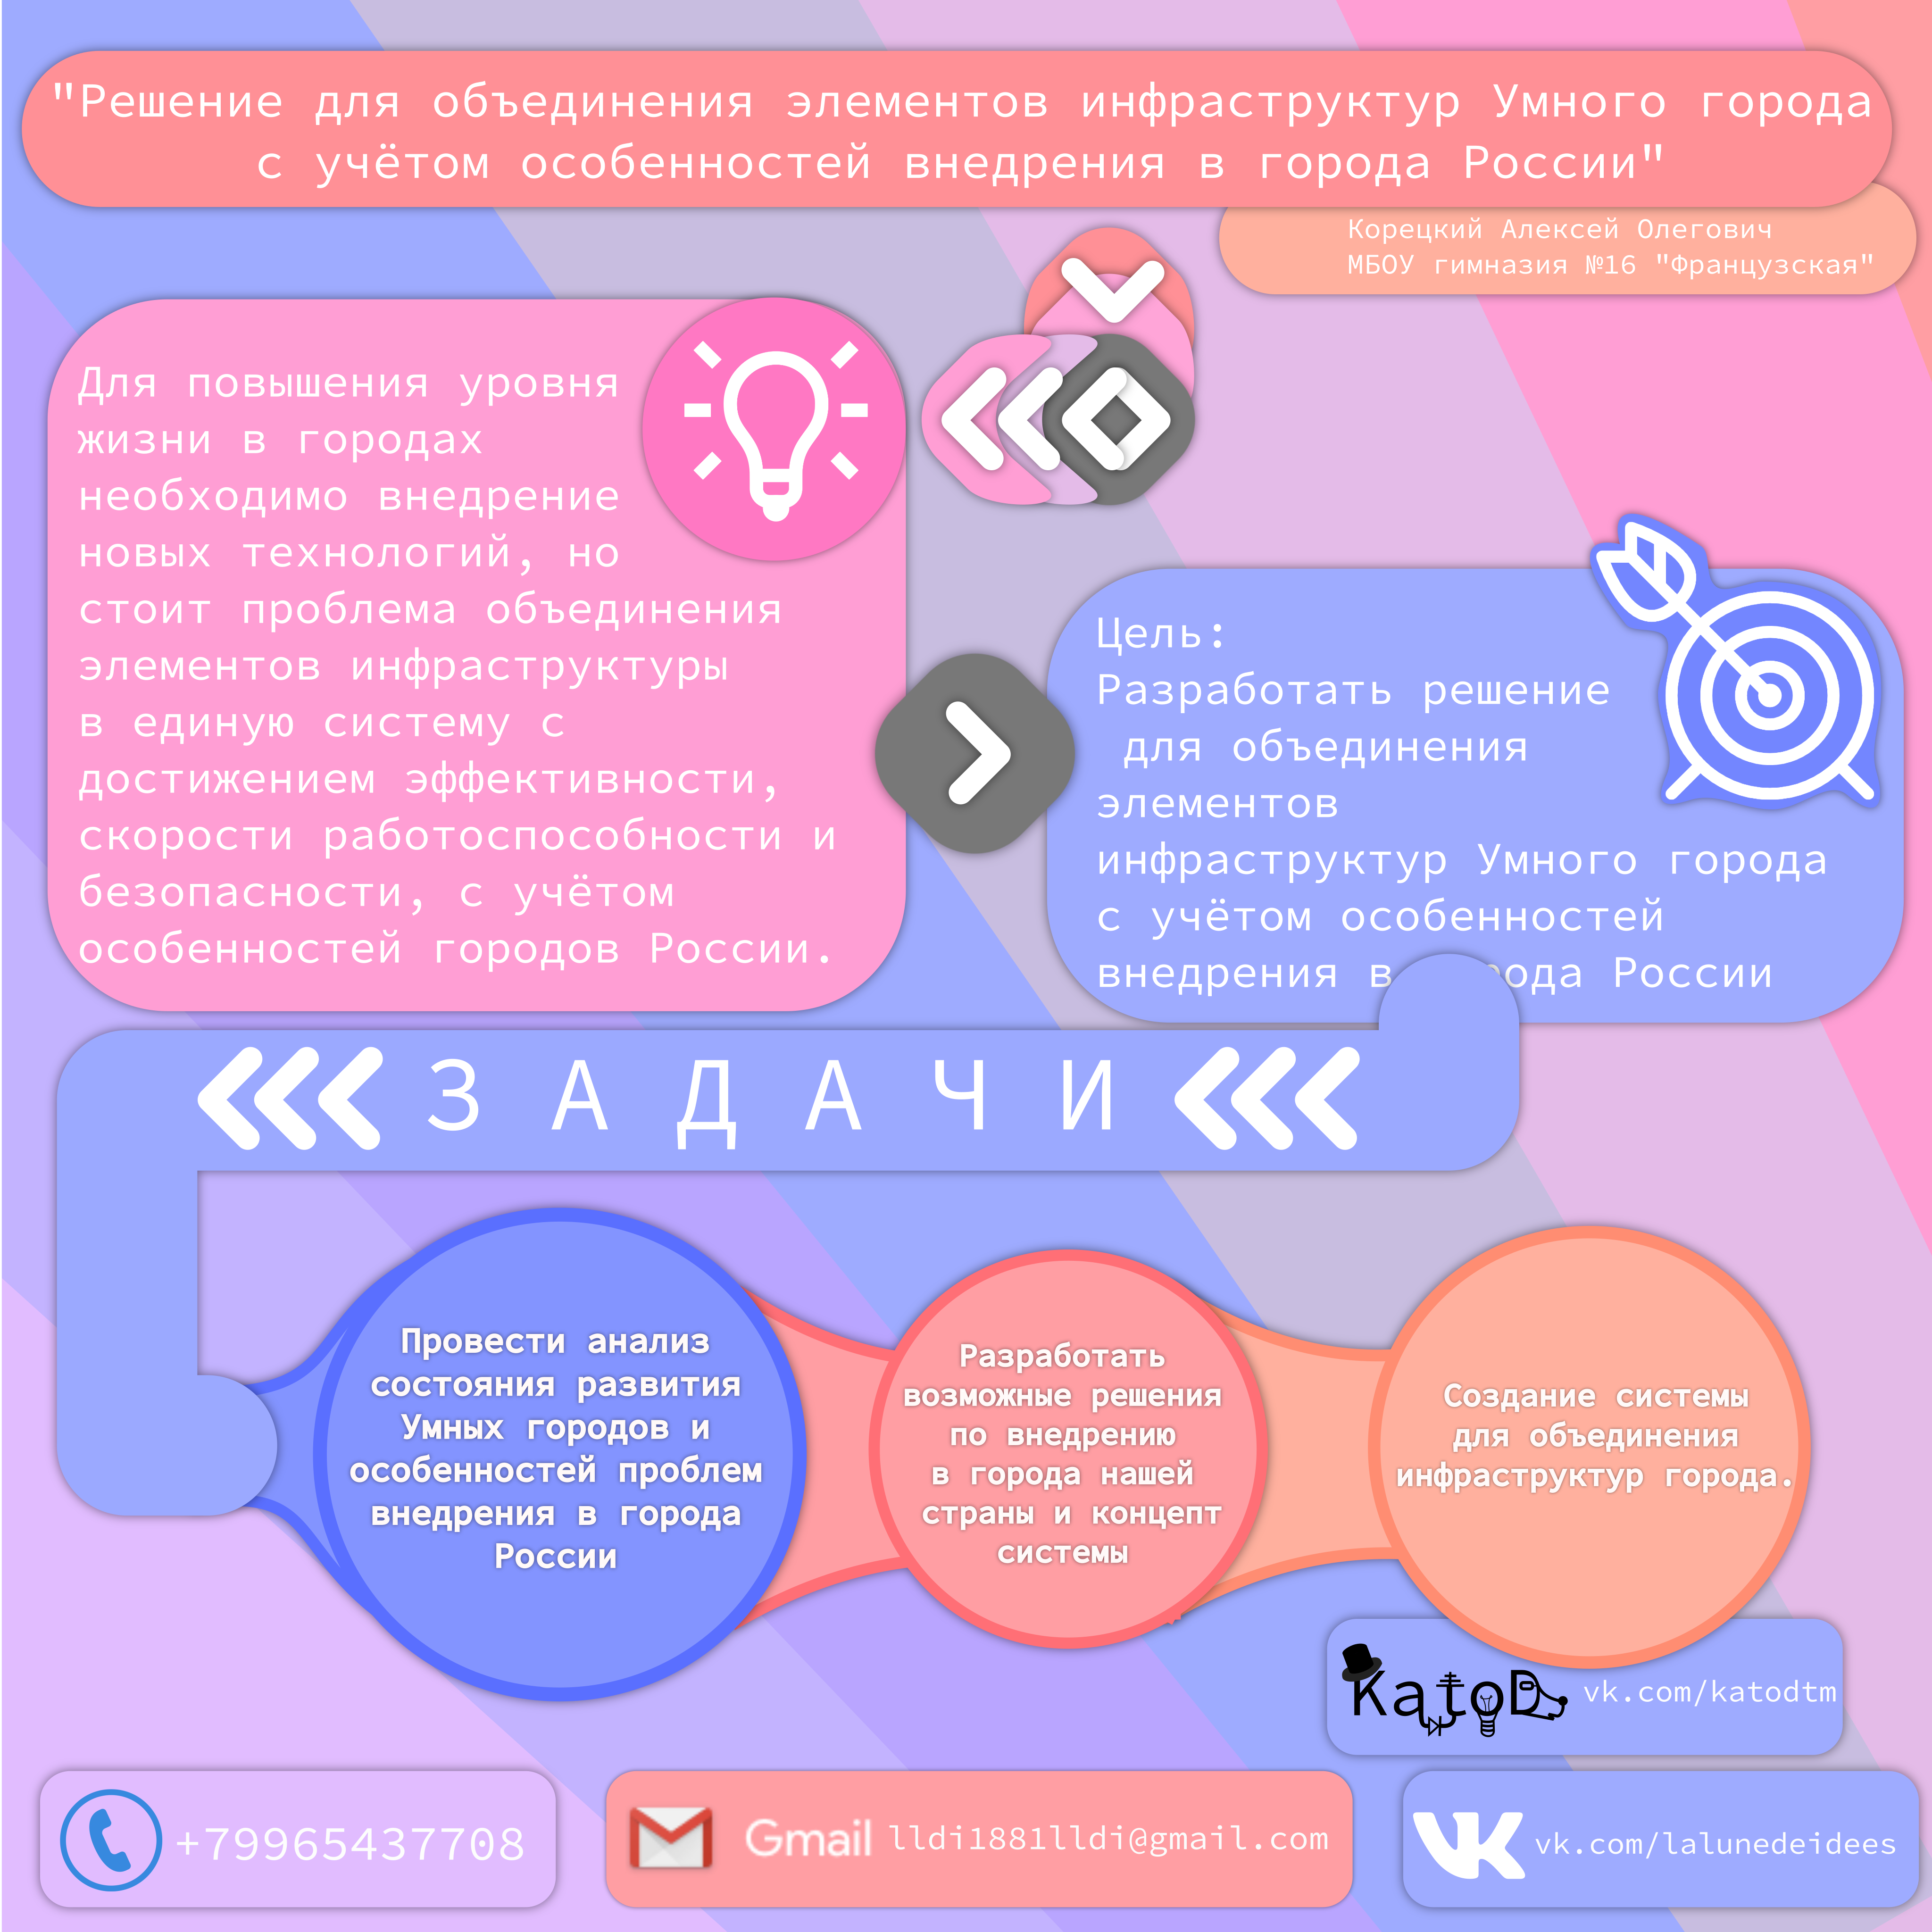 "Решение для объединения элементов инфраструктур Умного города
с учётом особенностей внедрения в города России"
Корецкий Алексей Олегович
МБОУ гимназия №16 "Французская"
Для повышения уровня
жизни в городах
необходимо внедрение
новых технологий, но
стоит проблема объединения
элементов инфраструктуры
в единую систему с
достижением эффективности,
скорости работоспособности и
безопасности, с учётом
особенностей городов России.
Цель:
Разработать решение
для объединения
элементов
инфраструктур Умного города
с учётом особенностей
внедрения в рода России
ЗАДАЧИ
Провести анализ
состояния развития
Умных городов и
особенностей проблем
внедрения в города
России
Разработать
возможные решения
по внедрению
в города нашей
страны и концепт
системы
Создание системы
для объединения
инфраструктур города.
KatoD vk.com/katodtm
+79965437708
Gmail lldi1881lldi@gmail.com
vk.com/lalunedeidees